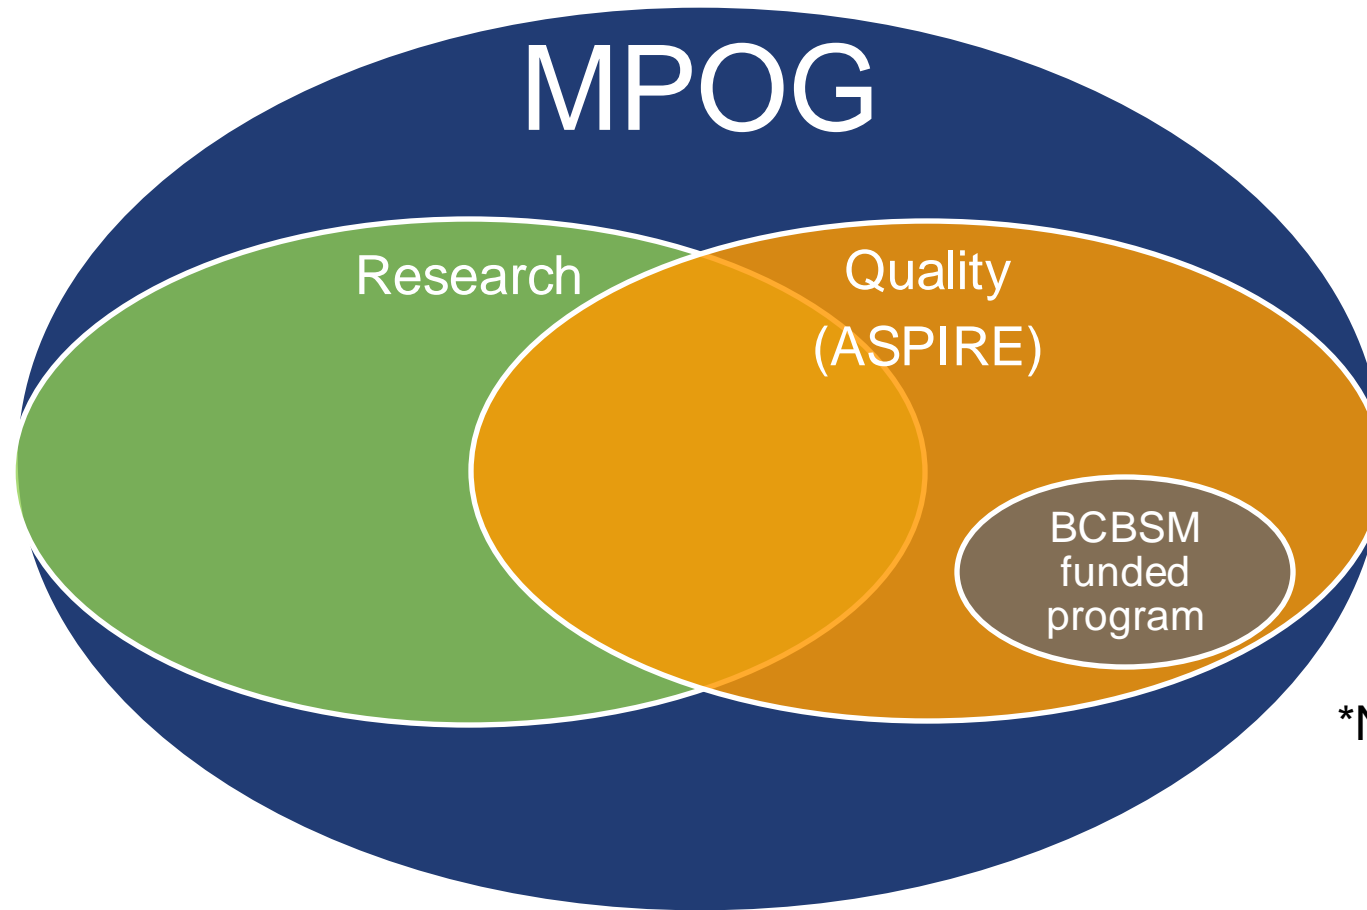 MPOG
Research
Quality
(ASPIRE)
BCBSM
funded
program